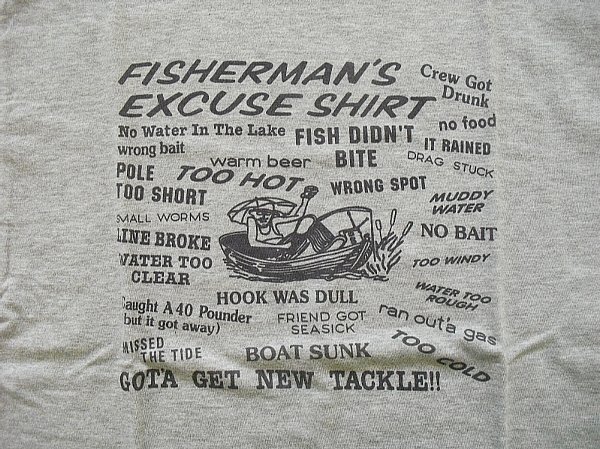 FISHERMAN'S
EXCUSE SHIRT
Crew Got
Drunk
No Water In The Lake
FISH DIDN'T
BITE
no food
wrong bait
warm beer
IT RAINED
DRAG STUCK
POLE
TOO SHORT
TOO HOT
WRONG SPOT
MUDDY
WATER
SMALL WORMS
LINE BROKE
NO BAIT
WATER TOO
CLEAR
TOO WINDY
HOOK WAS DULL
WATER TOO
ROUGH
Caught A 40 Pounder
(but it got away)
FRIEND GOT
SEASICK
ran out'a gas
MISSED
THE TIDE
BOAT SUNK
TOO COLD
GOT'A GET NEW TACKLE!!